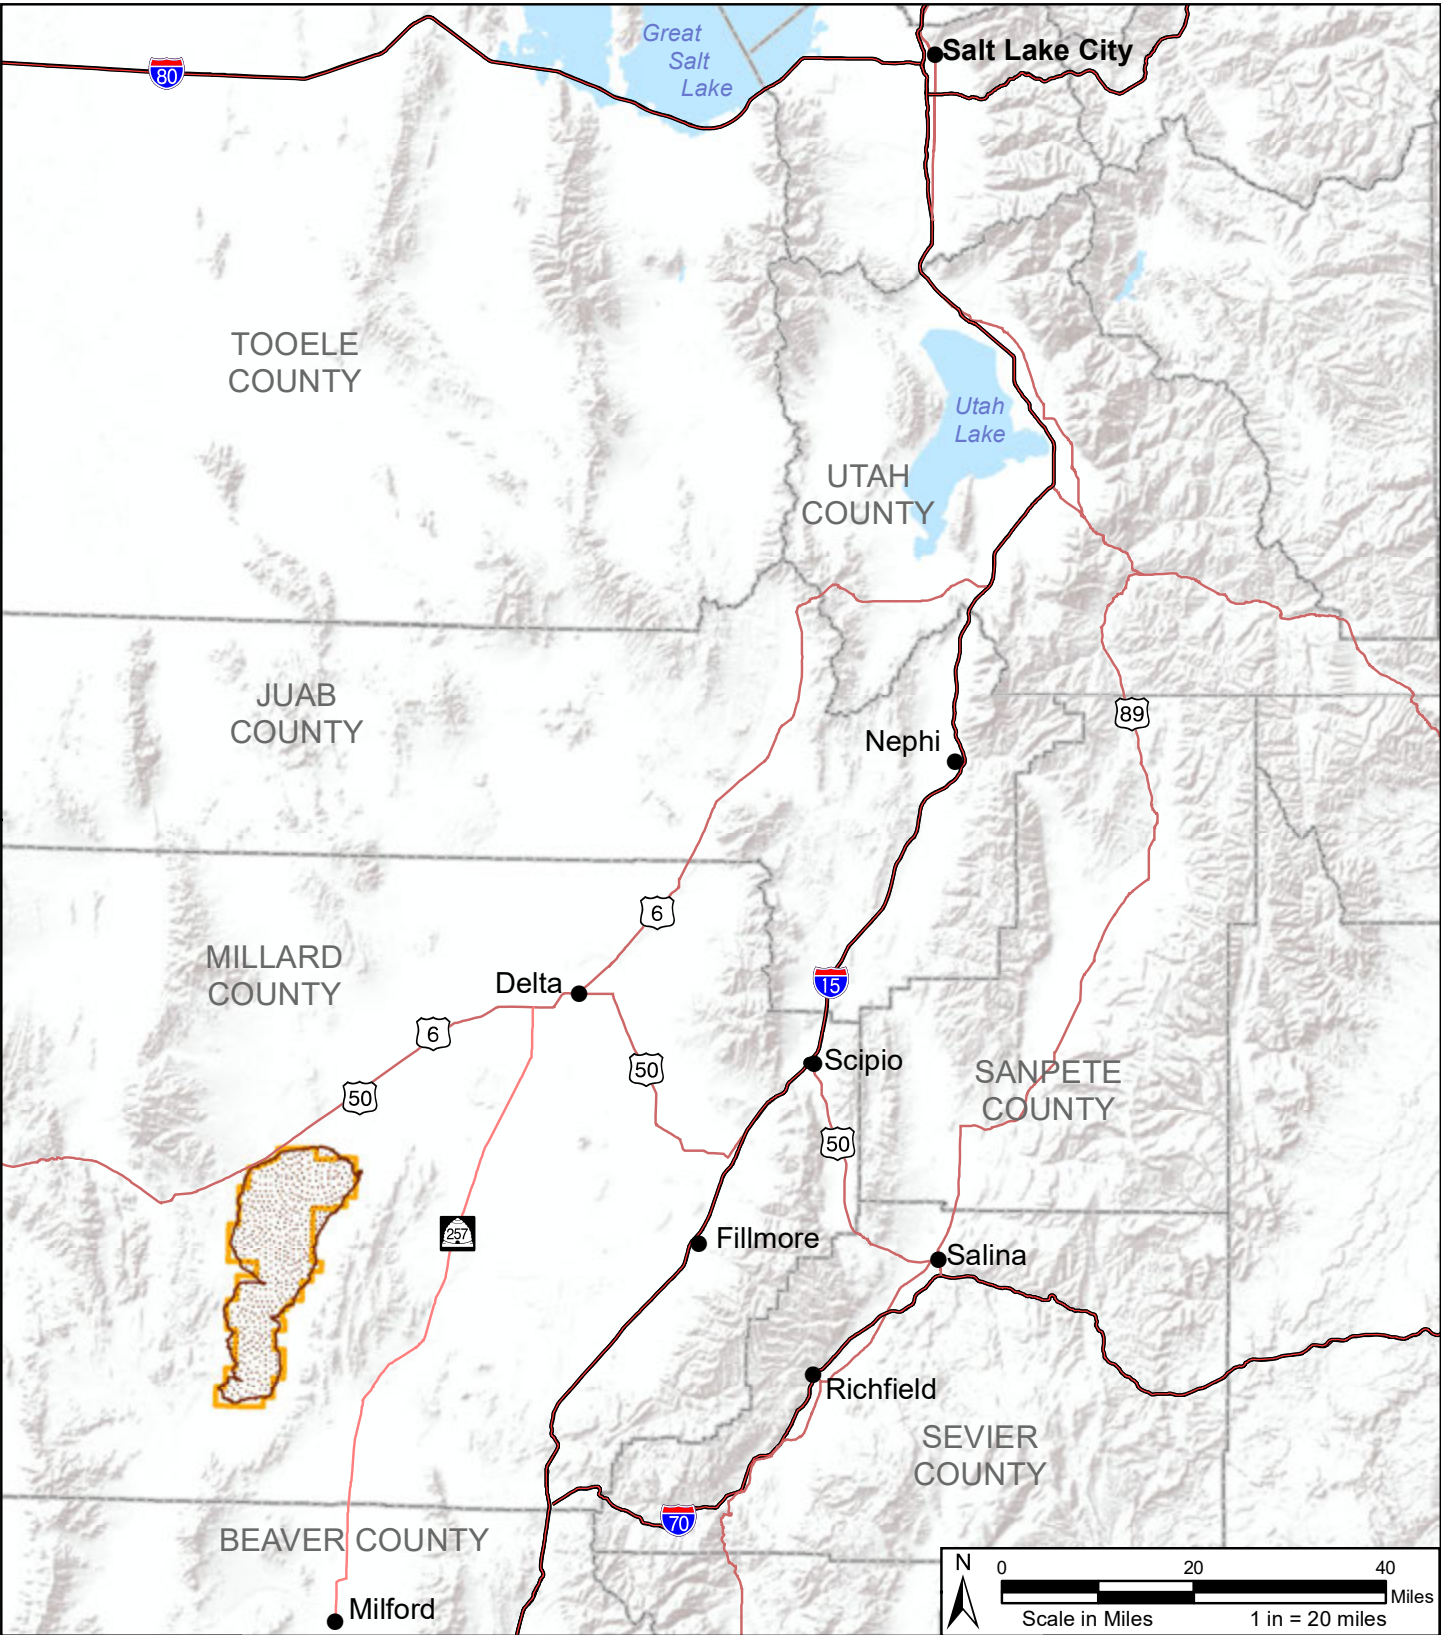 Great
Salt
Lake
Salt Lake City
80
TOOELE
COUNTY
Utah
Lake
UTAH
COUNTY
JUAB
COUNTY
89
Nephi
6
MILLARD
COUNTY
Delta
15
6
Scipio
50
50
SANPETE
COUNTY
50
257
Fillmore
Salina
Richfield
SEVIER
COUNTY
70
BEAVER COUNTY
Milford
N
0 20 40
Miles
Scale in Miles 1 in = 20 miles